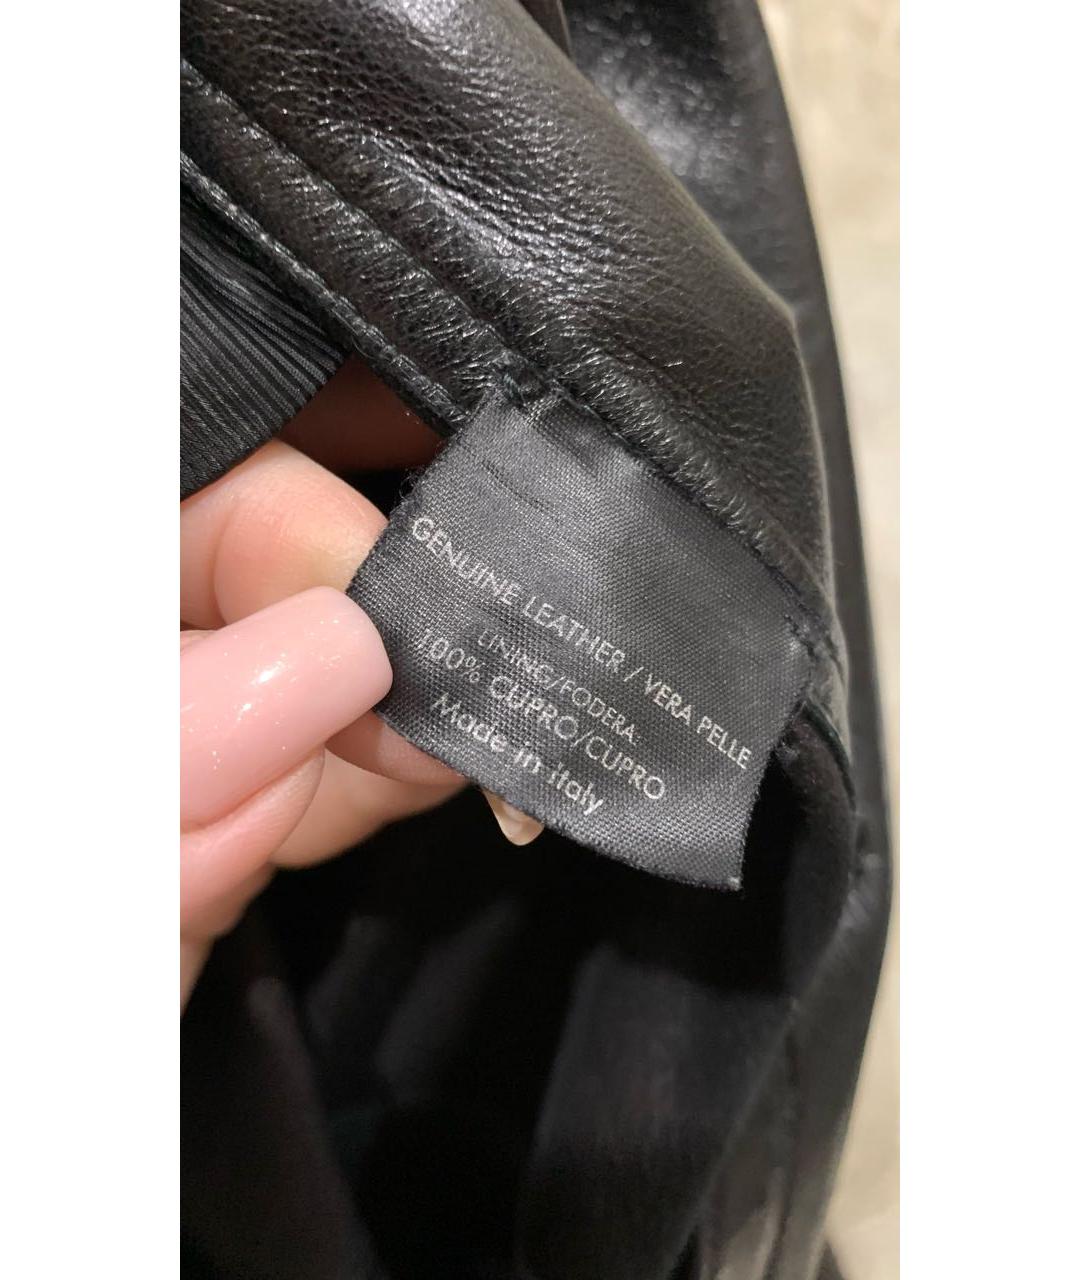 GENUINE LEATHER / VERA PELLE
LINING/FODERA
100% CUPRO/CUPRO
Made in Italy